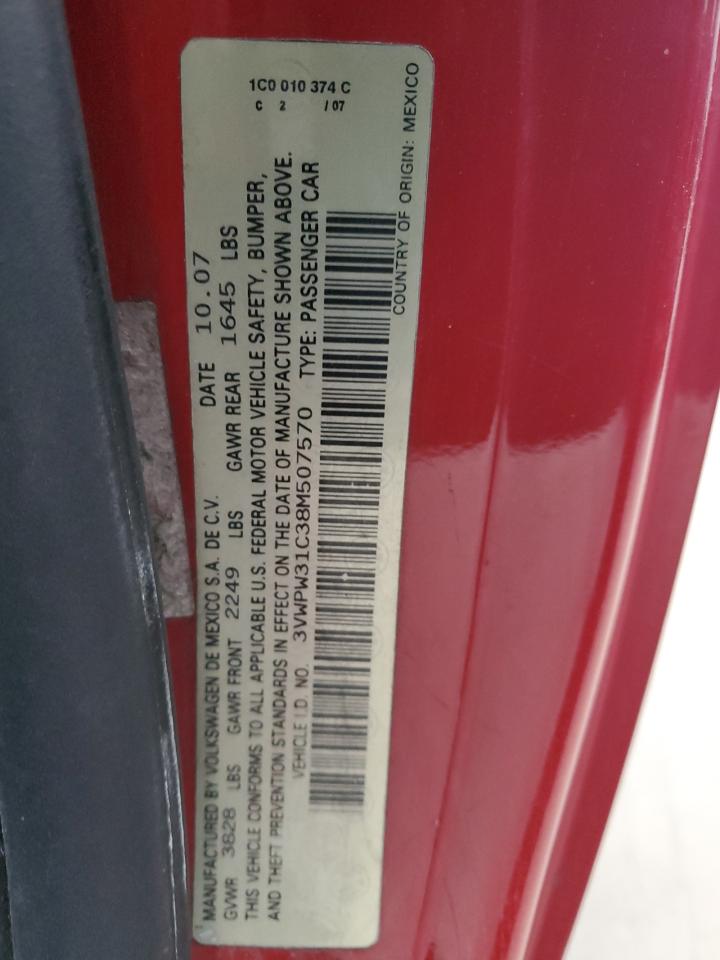 MANUFACTURED BY VOLKSWAGEN DE MEXICO S.A. DE C.V. DATE 10.07
GVWR 3828 LBS GAWR FRONT 2249 LBS GAWR REAR 1645 LBS
THIS VEHICLE CONFORMS TO ALL APPLICABLE U.S. FEDERAL MOTOR VEHICLE SAFETY, BUMPER,
AND THEFT PREVENTION STANDARDS IN EFFECT ON THE DATE OF MANUFACTURE SHOWN ABOVE.
VEHICLE I.D. NO. 3VWPW31C38M507570 TYPE: PASSENGER CAR
COUNTRY OF ORIGIN: MEXICO
1C0 010 374 C
C 2 / 07